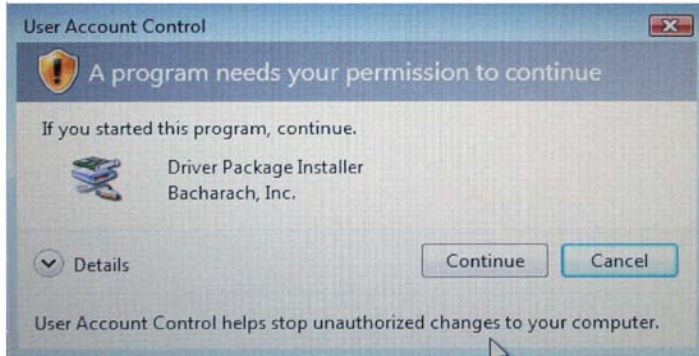 User Account Control
A program needs your permission to continue
If you started this program, continue.
Driver Package Installer
Bacharach, Inc.
Details
Continue
Cancel
User Account Control helps stop unauthorized changes to your computer.